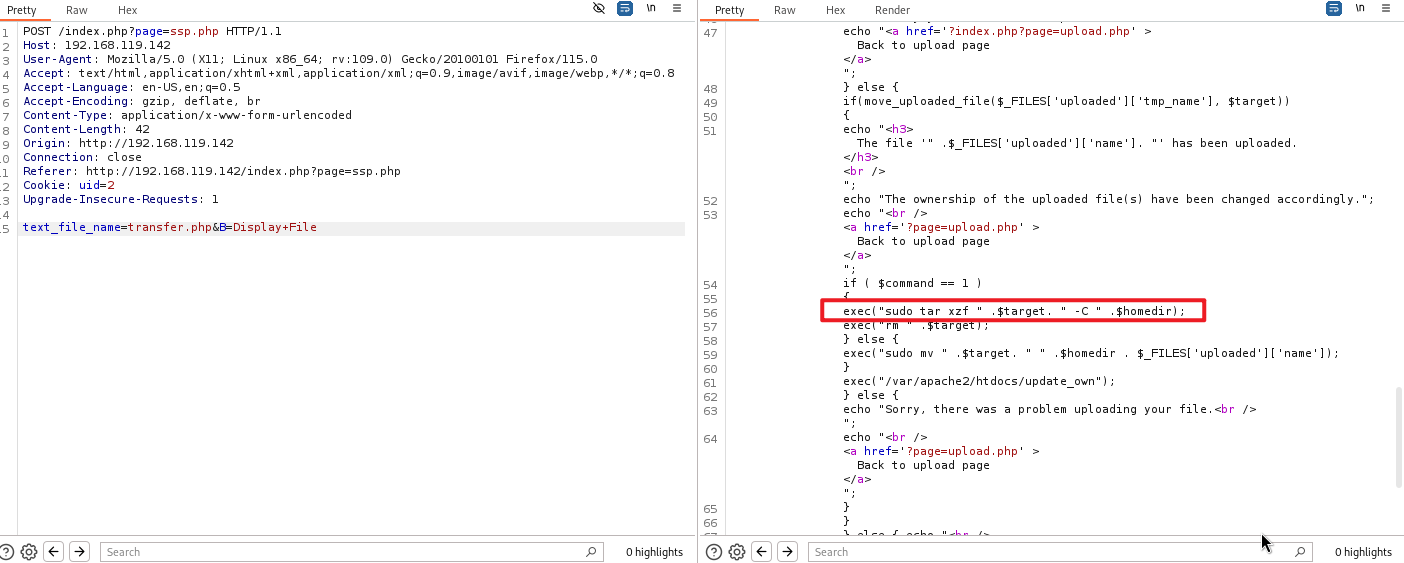 Pretty Raw Hex \n
1 POST /index.php?page=ssp.php HTTP/1.1
2 Host: 192.168.119.142
3 User-Agent: Mozilla/5.0 (X11; Linux x86_64; rv:109.0) Gecko/20100101 Firefox/115.0
4 Accept: text/html,application/xhtml+xml,application/xml;q=0.9,image/avif,image/webp,*/*;q=0.8
5 Accept-Language: en-US,en;q=0.5
6 Accept-Encoding: gzip, deflate, br
7 Content-Type: application/x-www-form-urlencoded
8 Content-Length: 42
9 Origin: http://192.168.119.142
10 Connection: close
11 Referer: http://192.168.119.142/index.php?page=ssp.php
12 Cookie: uid=2
13 Upgrade-Insecure-Requests: 1
14
15 text_file_name=transfer.php&B=Display+File
Search 0 highlights
Pretty Raw Hex Render \n
47 echo "<a href='?index.php?page=upload.php' >
Back to upload page
</a>
";
48 } else {
49 if(move_uploaded_file($_FILES['uploaded']['tmp_name'], $target))
50 {
51 echo "<h3>
The file '" .$_FILES['uploaded']['name']. "' has been uploaded.
</h3>
<br />
";
52 echo "The ownership of the uploaded file(s) have been changed accordingly.";
53 echo "<br />
<a href='?page=upload.php' >
Back to upload page
</a>
";
54 if ( $command == 1 )
55 {
56 exec("sudo tar xzf " .$target. " -C " .$homedir);
57 exec("rm " .$target);
58 } else {
59 exec("sudo mv " .$target. " " .$homedir . $_FILES['uploaded']['name']);
60 }
61 exec("/var/apache2/htdocs/update_own");
62 } else {
63 echo "Sorry, there was a problem uploading your file.<br />
";
64 echo "<br />
<a href='?page=upload.php' >
Back to upload page
</a>
";
65 }
66 }
67 } else { echo "<br />
Search 0 highlights